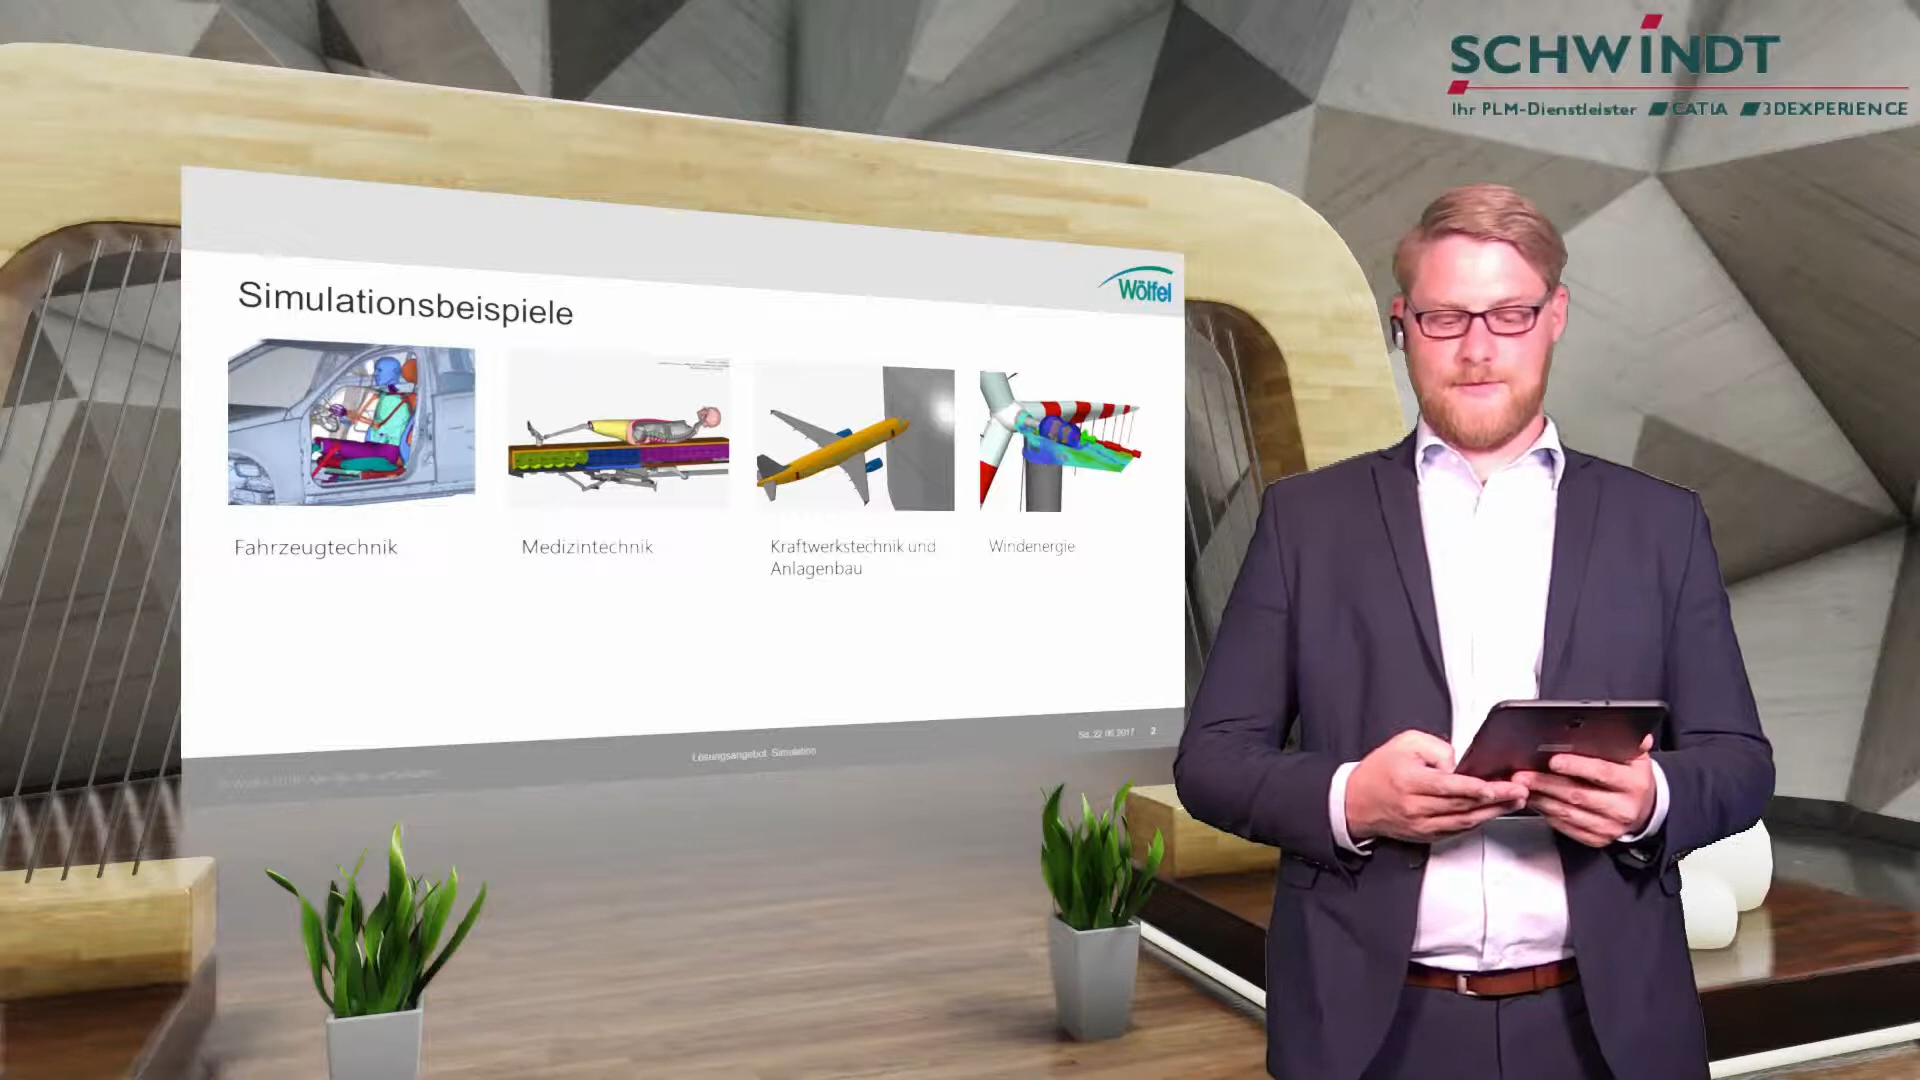 SCHWINDT
Ihr PLM-Dienstleister CATIA 3DEXPERIENCE
Wölfel
Simulationsbeispiele
Fahrzeugtechnik
Medizintechnik
Kraftwerkstechnik und
Anlagenbau
Windenergie
Lösungsangebot Simulation
2